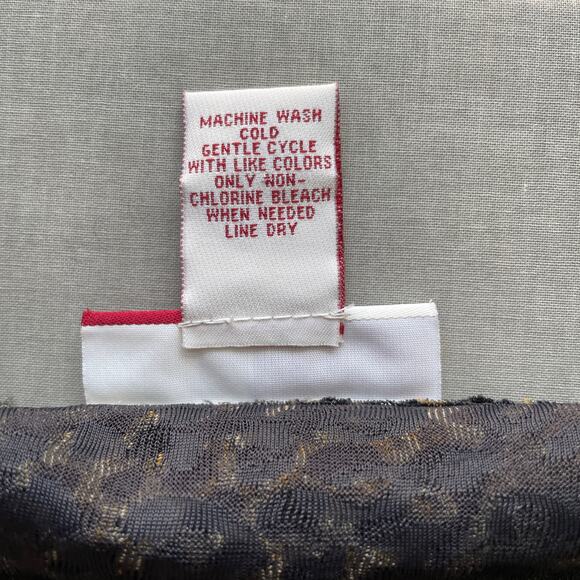 MACHINE WASH
COLD
GENTLE CYCLE
WITH LIKE COLORS
ONLY NON-
CHLORINE BLEACH
WHEN NEEDED
LINE DRY